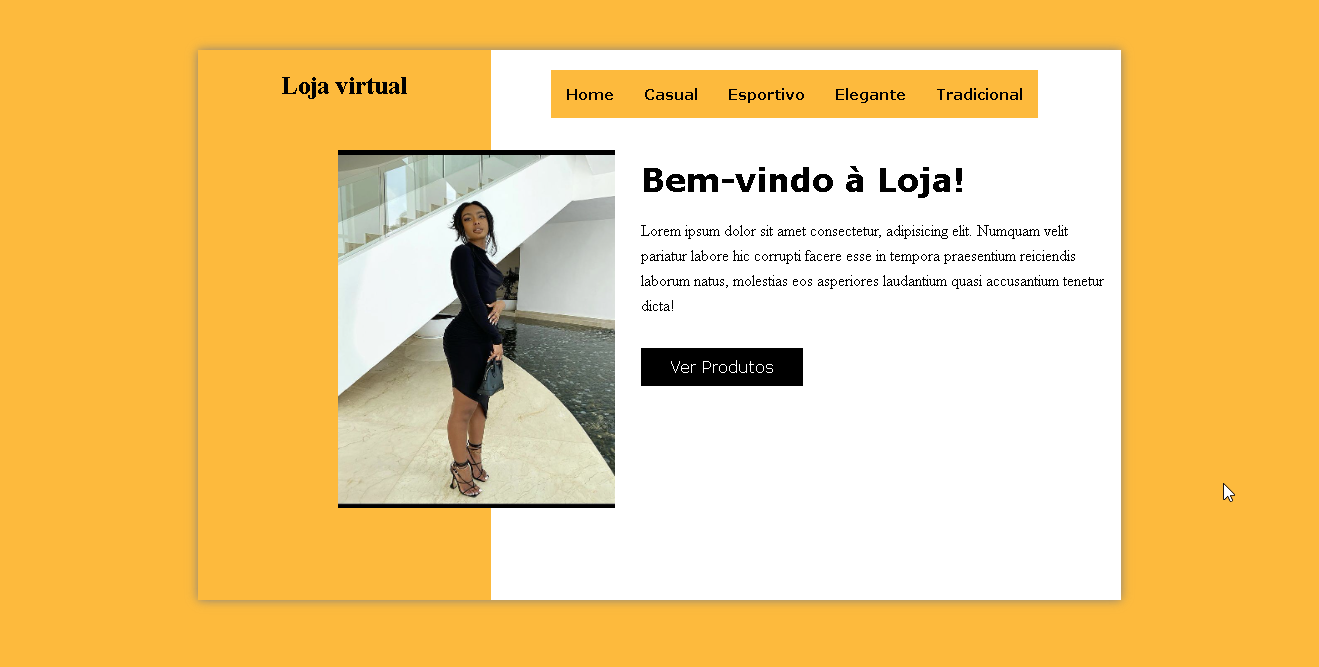 Loja virtual
Home Casual Esportivo Elegante Tradicional
Bem-vindo à Loja!
Lorem ipsum dolor sit amet consectetur, adipisicing elit. Numquam velit
pariatur labore hic corrupti facere esse in tempora praesentium reiciendis
laborum natus, molestias eos asperiores laudantium quasi accusantium tenetur
dicta!
Ver Produtos